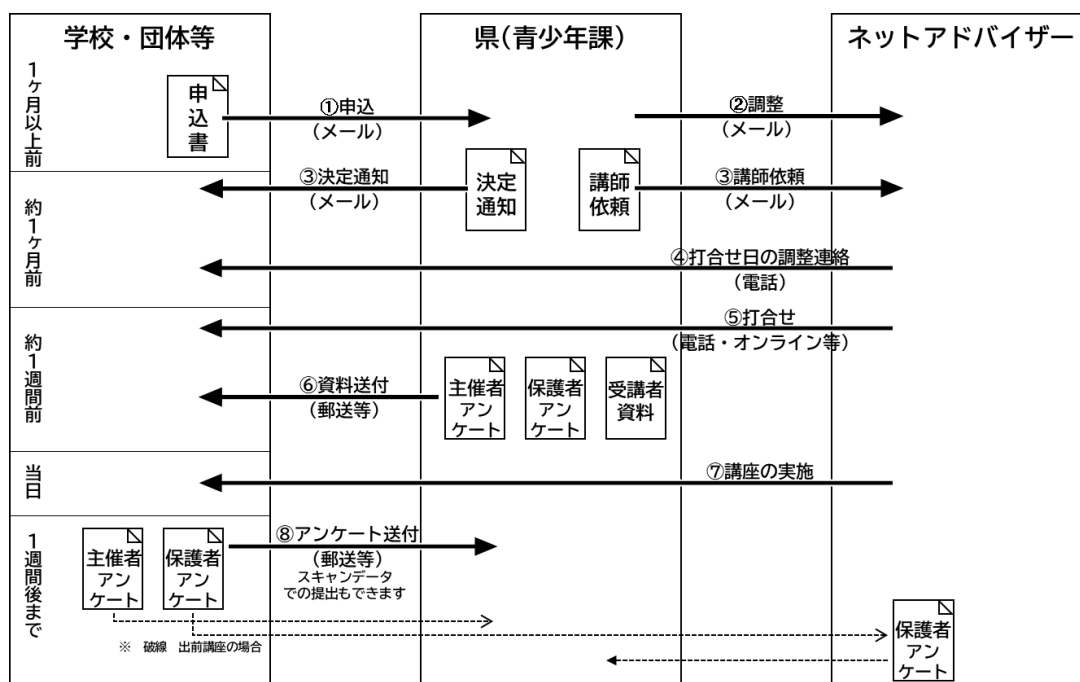 学校・団体等
県(青少年課)
ネットアドバイザー
1ヶ月以上前
申込書
①申込
(メール)
②調整
(メール)
約1ヶ月前
③決定通知
(メール)
決定
通知
講師
依頼
③講師依頼
(メール)
④打合せ日の調整連絡
(電話)
約1週間前
⑤打合せ
(電話・オンライン等)
⑥資料送付
(郵送等)
主催者
アン
ケート
保護者
アン
ケート
受講者
資料
当日
⑦講座の実施
1週間後まで
主催者
アン
ケート
保護者
アン
ケート
⑧アンケート送付
(郵送等)
スキャンデータ
での提出もできます
※ 破線 出前講座の場合
保護者
アン
ケート